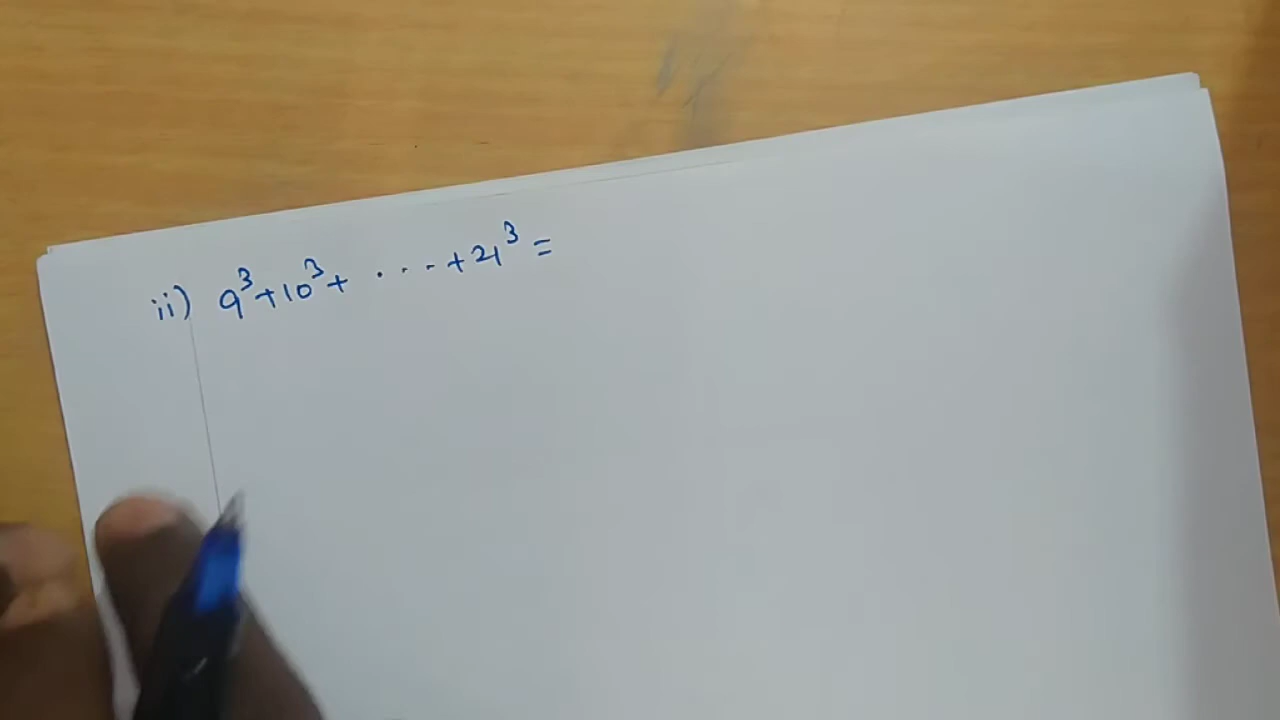 ii) 9³+10³+ ... +21³ =